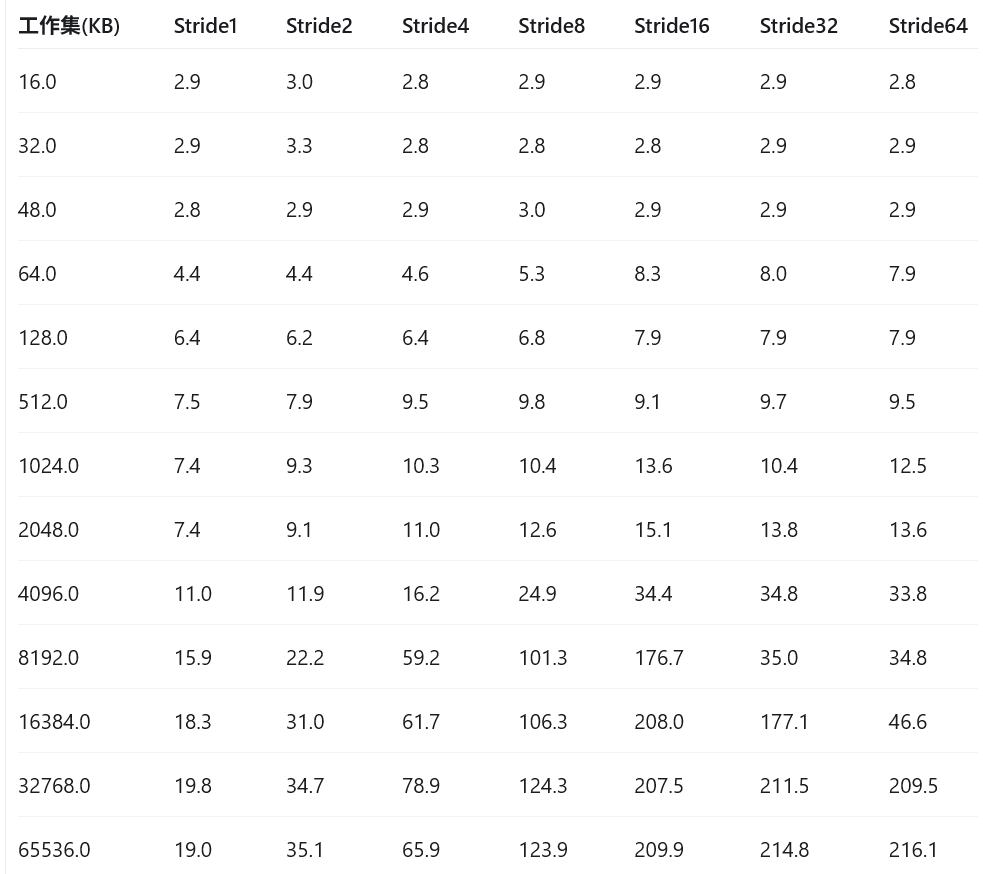 工作集(KB) Stride1 Stride2 Stride4 Stride8 Stride16 Stride32 Stride64
16.0 2.9 3.0 2.8 2.9 2.9 2.9 2.8
32.0 2.9 3.3 2.8 2.8 2.8 2.9 2.9
48.0 2.8 2.9 2.9 3.0 2.9 2.9 2.9
64.0 4.4 4.4 4.6 5.3 8.3 8.0 7.9
128.0 6.4 6.2 6.4 6.8 7.9 7.9 7.9
512.0 7.5 7.9 9.5 9.8 9.1 9.7 9.5
1024.0 7.4 9.3 10.3 10.4 13.6 10.4 12.5
2048.0 7.4 9.1 11.0 12.6 15.1 13.8 13.6
4096.0 11.0 11.9 16.2 24.9 34.4 34.8 33.8
8192.0 15.9 22.2 59.2 101.3 176.7 35.0 34.8
16384.0 18.3 31.0 61.7 106.3 208.0 177.1 46.6
32768.0 19.8 34.7 78.9 124.3 207.5 211.5 209.5
65536.0 19.0 35.1 65.9 123.9 209.9 214.8 216.1